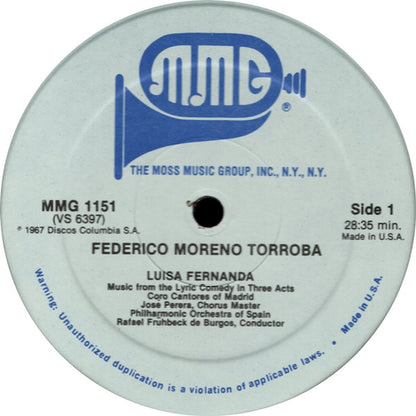 MMG
®
THE MOSS MUSIC GROUP, INC., N.Y., N.Y.
MMG 1151
(VS 6397)
℗ 1967 Discos Columbia S.A.
Side 1
28:35 min.
Made in U.S.A.
FEDERICO MORENO TORROBA
LUISA FERNANDA
Music from the Lyric Comedy in Three Acts
Coro Cantores of Madrid
Jose Perera, Chorus Master
Philharmonic Orchestra of Spain
Rafael Fruhbeck de Burgos, Conductor
Warning: Unauthorized duplication is a violation of applicable laws. • Made in U.S.A.